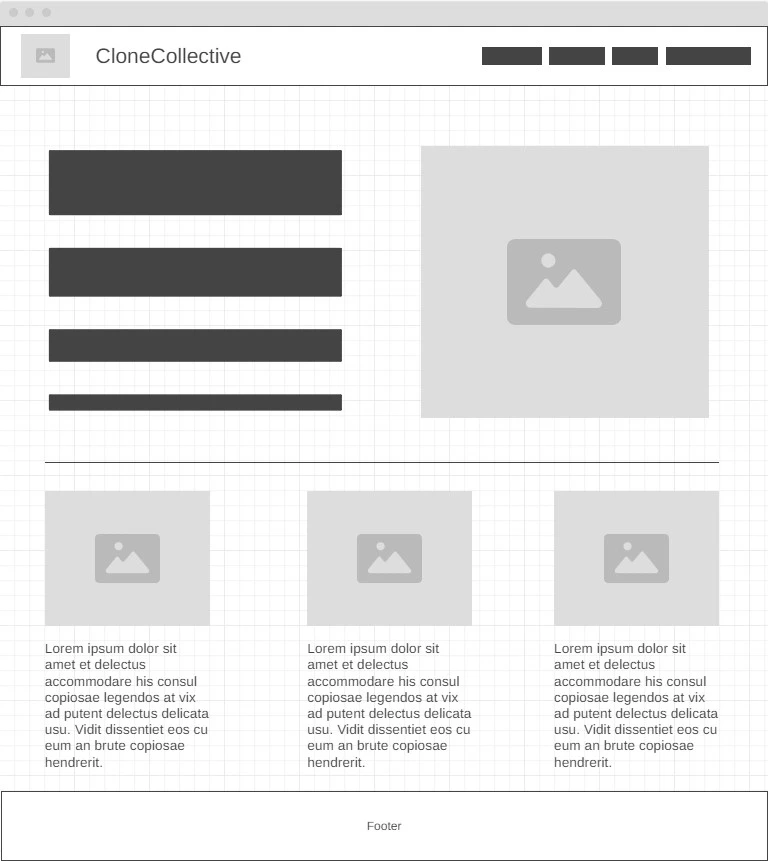 CloneCollective
Lorem ipsum dolor sit
amet et delectus
accommodare his consul
copiosae legendos at vix
ad putent delectus delicata
usu. Vidit dissentiet eos cu
eum an brute copiosae
hendrerit.
Lorem ipsum dolor sit
amet et delectus
accommodare his consul
copiosae legendos at vix
ad putent delectus delicata
usu. Vidit dissentiet eos cu
eum an brute copiosae
hendrerit.
Lorem ipsum dolor sit
amet et delectus
accommodare his consul
copiosae legendos at vix
ad putent delectus delicata
usu. Vidit dissentiet eos cu
eum an brute copiosae
hendrerit.
Footer